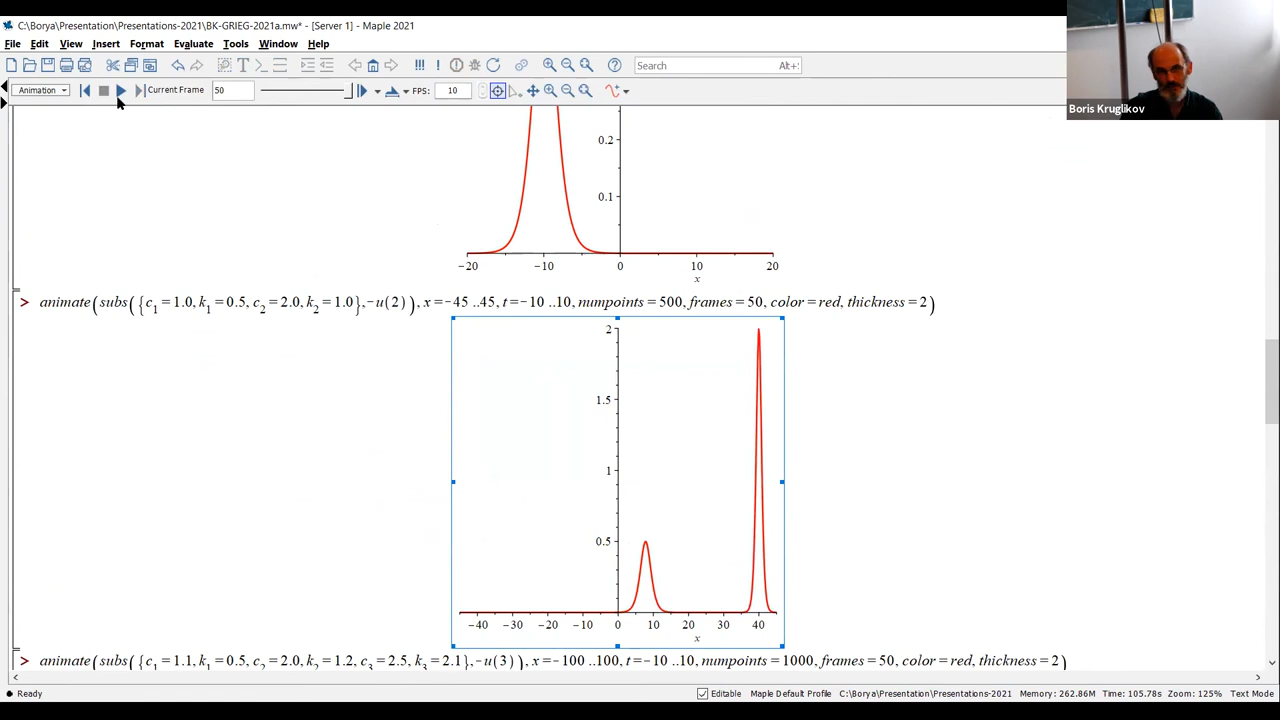 C:\Borya\Presentation\Presentations-2021\BK-GRIEG-2021a.mw* - [Server 1] - Maple 2021
File Edit View Insert Format Evaluate Tools Window Help
Search Alt+S
Animation Current Frame 50 FPS: 10
Boris Kruglikov
0.2
0.1
−20 −10 0 10 20
x
> animate(subs({c₁ = 1.0, k₁ = 0.5, c₂ = 2.0, k₂ = 1.0}, −u(2)), x = −45 ..45, t = −10 ..10, numpoints = 500, frames = 50, color = red, thickness = 2)
2
1.5
1
0.5
−40 −30 −20 −10 0 10 20 30 40
x
> animate(subs({c₁ = 1.1, k₁ = 0.5, c₂ = 2.0, k₂ = 1.2, c₃ = 2.5, k₃ = 2.1}, −u(3)), x = −100 ..100, t = −10 ..10, numpoints = 1000, frames = 50, color = red, thickness = 2)
Ready Editable Maple Default Profile C:\Borya\Presentation\Presentations-2021 Memory: 262.86M Time: 105.78s Zoom: 125% Text Mode